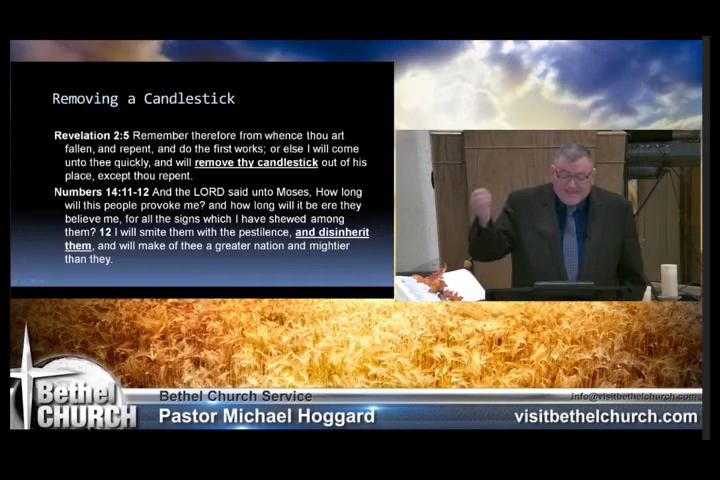 Removing a Candlestick
Revelation 2:5 Remember therefore from whence thou art
fallen, and repent, and do the first works; or else I will come
unto thee quickly, and will remove thy candlestick out of his
place, except thou repent.
Numbers 14:11-12 And the LORD said unto Moses, How long
will this people provoke me? and how long will it be ere they
believe me, for all the signs which I have shewed among
them? 12 I will smite them with the pestilence, and disinherit
them, and will make of thee a greater nation and mightier
than they.
Bethel
CHURCH
Bethel Church Service
info@visitbethelchurch.com
Pastor Michael Hoggard
visitbethelchurch.com